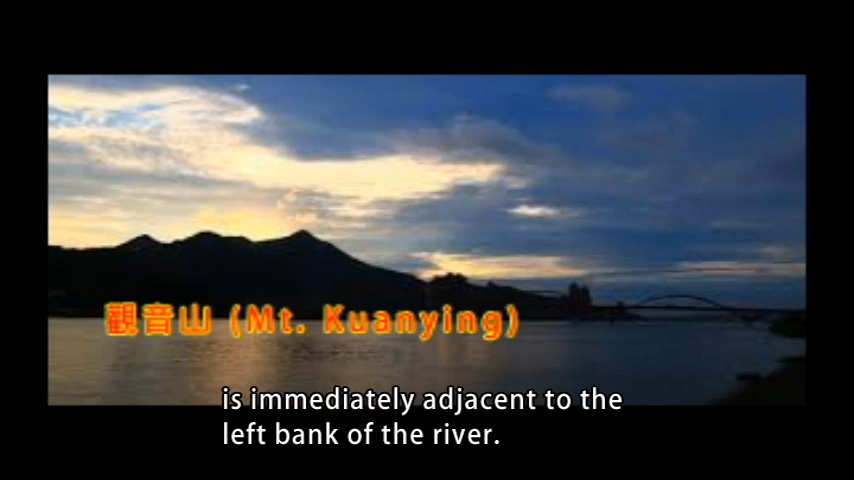 觀音山 (Mt. Kuanying)
is immediately adjacent to the
left bank of the river.